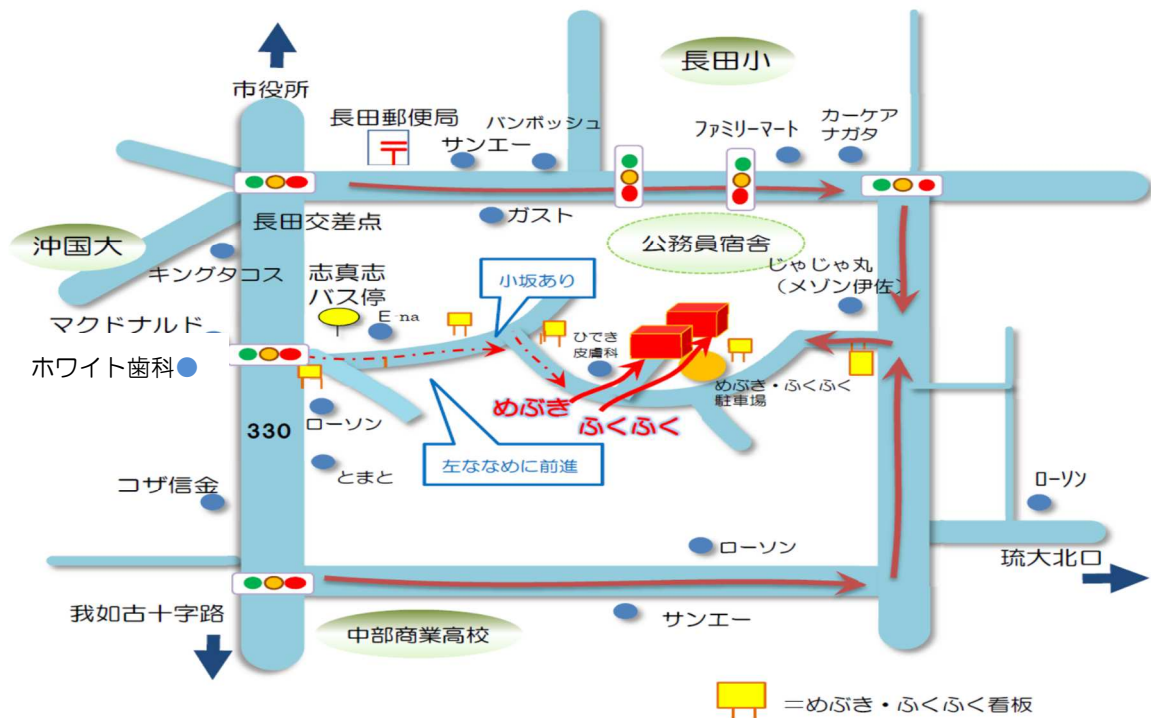 長田小
市役所
長田郵便局
サンエー
バンボッシュ
ファミリーマート
カーケア
ナガタ
長田交差点
ガスト
公務員宿舎
沖国大
キングタコス
志真志
バス停
小坂あり
じゃじゃ丸
(メゾン伊佐)
マクドナルド
E-na
ひでき
皮膚科
ホワイト歯科
めぶき・ふくふく
駐車場
めぶき
ふくふく
ローソン
330
左ななめに前進
とまと
コザ信金
ローソン
ローソン
琉大北口
我如古十字路
中部商業高校
サンエー
=めぶき・ふくふく看板